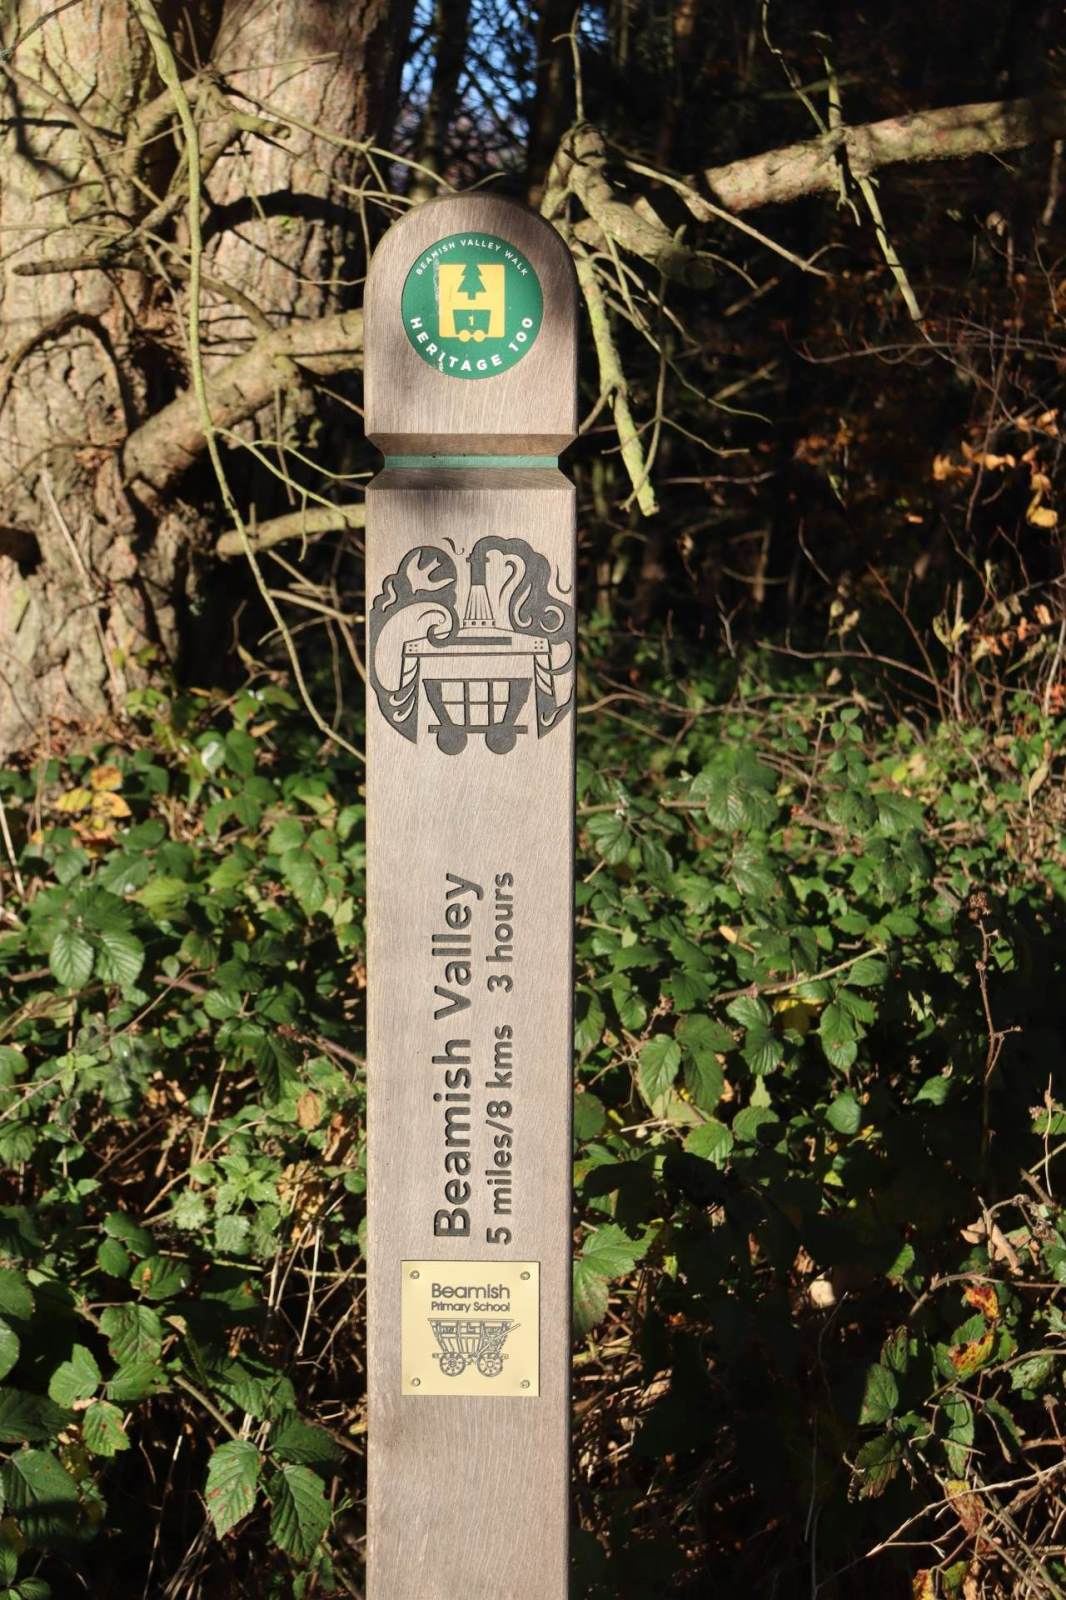 BEAMISH VALLEY WALK
1
HERITAGE 100
Beamish Valley
5 miles/8 kms 3 hours
Beamish
Primary School